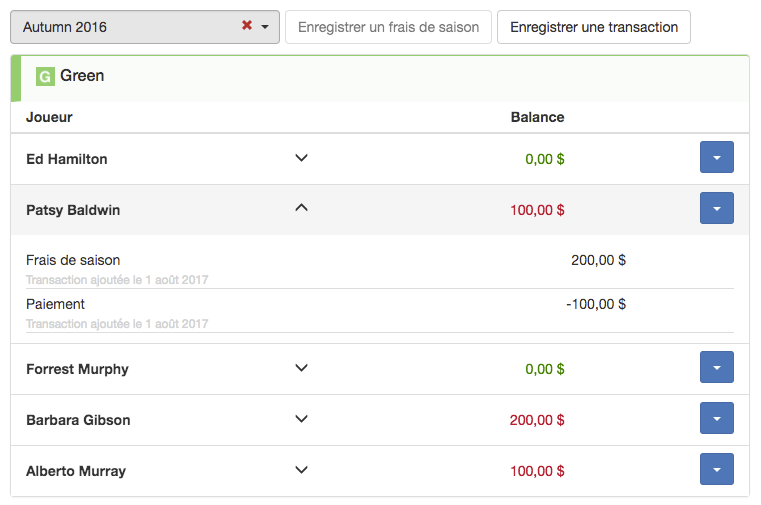 Autumn 2016 Enregistrer un frais de saison Enregistrer une transaction
G Green
Joueur Balance
Ed Hamilton 0,00 $
Patsy Baldwin 100,00 $
Frais de saison 200,00 $
Transaction ajoutée le 1 août 2017
Paiement -100,00 $
Transaction ajoutée le 1 août 2017
Forrest Murphy 0,00 $
Barbara Gibson 200,00 $
Alberto Murray 100,00 $